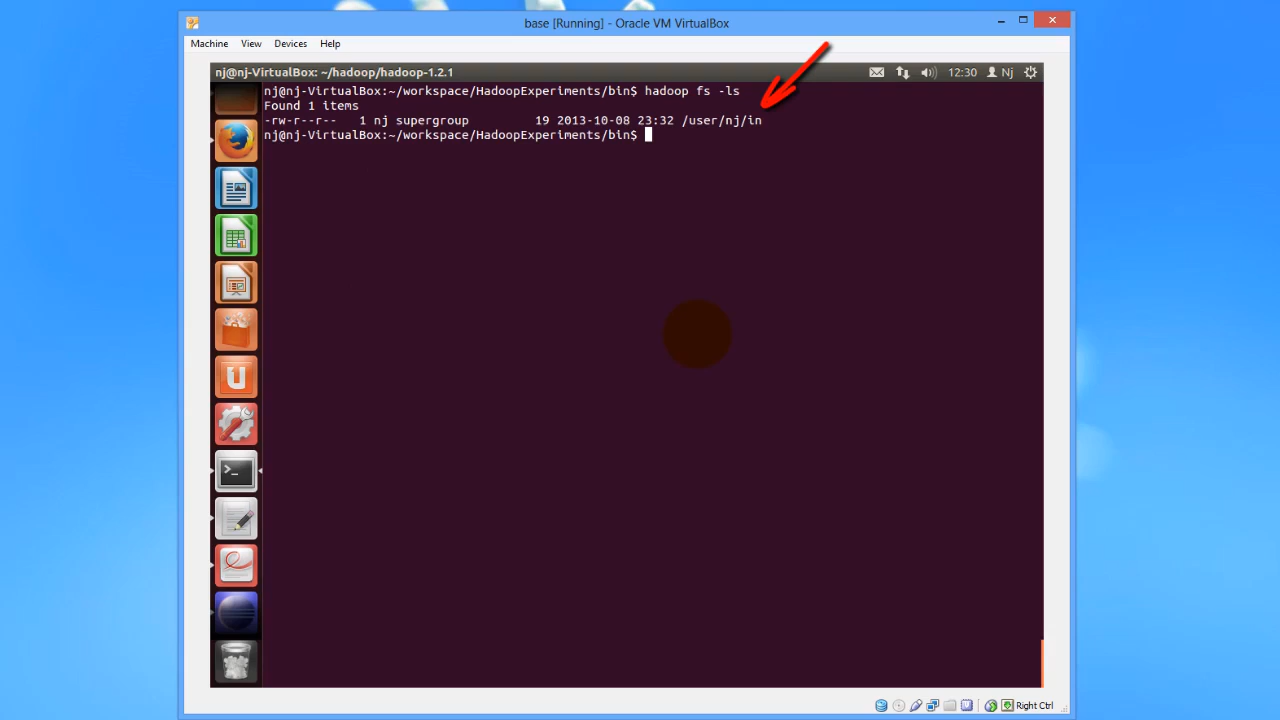 base [Running] - Oracle VM VirtualBox
Machine View Devices Help
nj@nj-VirtualBox: ~/hadoop/hadoop-1.2.1 12:30 Nj
nj@nj-VirtualBox:~/workspace/HadoopExperiments/bin$ hadoop fs -ls
Found 1 items
-rw-r--r-- 1 nj supergroup 19 2013-10-08 23:32 /user/nj/in
nj@nj-VirtualBox:~/workspace/HadoopExperiments/bin$
Right Ctrl